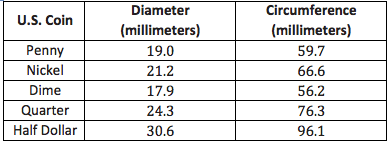 U.S. Coin Diameter (millimeters) Circumference (millimeters)
Penny 19.0 59.7
Nickel 21.2 66.6
Dime 17.9 56.2
Quarter 24.3 76.3
Half Dollar 30.6 96.1